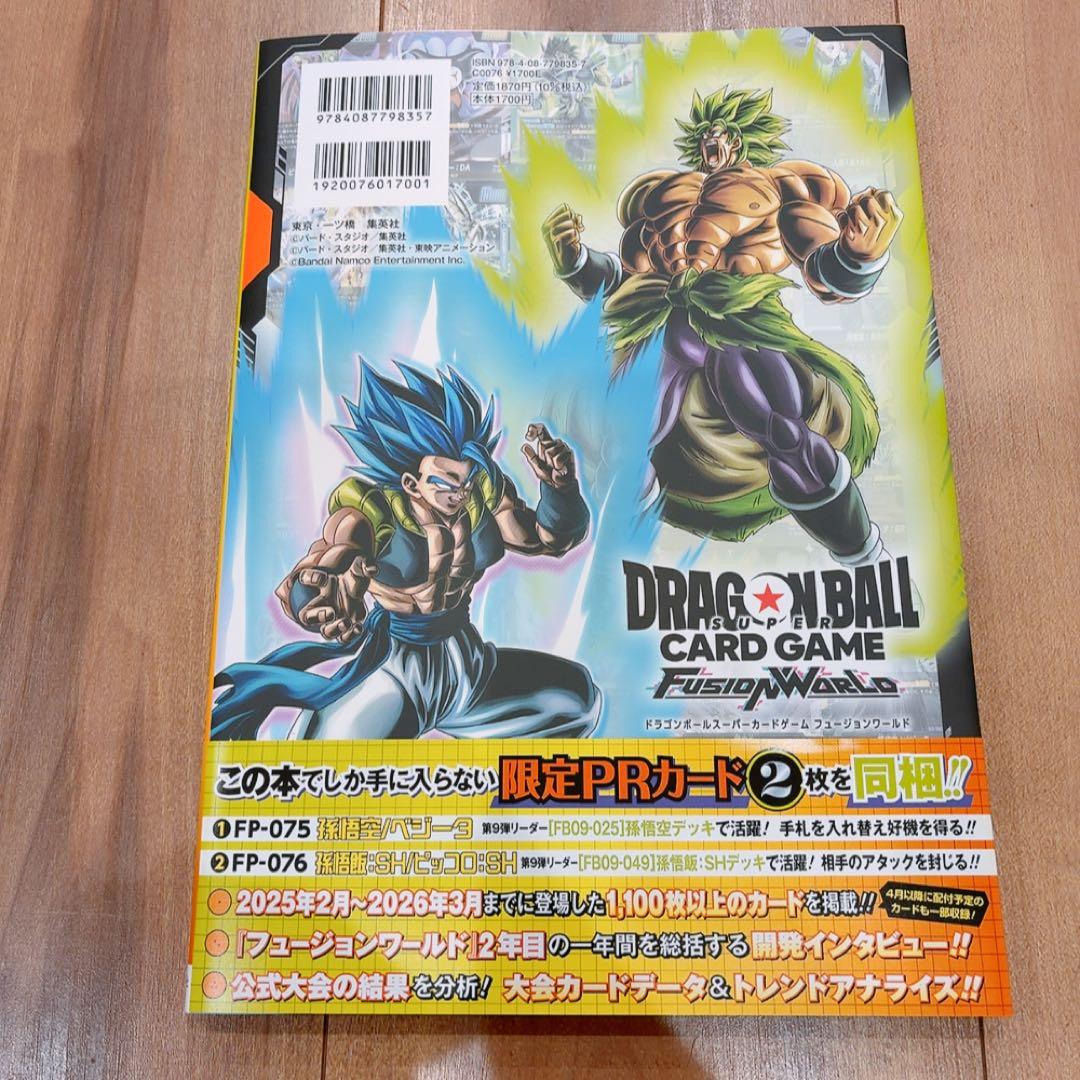 ISBN 978-4-08-779835-7
C0076 ¥1700E
定価1870円(10%税込)
本体1700円
9784087798357
1920076017001
東京・一ツ橋 集英社
©バード・スタジオ/集英社
©バード・スタジオ/集英社・東映アニメーション
©Bandai Namco Entertainment Inc.
DRAGON BALL
SUPER
CARD GAME
FUSION WORLD
ドラゴンボールスーパーカードゲーム フュージョンワールド
この本でしか手に入らない限定PRカード2枚を同梱!!
❶FP-075 孫悟空/ベジータ 第9弾リーダー[FB09-025]孫悟空デッキで活躍! 手札を入れ替え好機を得る!!
❷FP-076 孫悟飯:SH/ピッコロ:SH 第9弾リーダー[FB09-049]孫悟飯:SHデッキで活躍! 相手のアタックを封じる!!
2025年2月~2026年3月までに登場した1,100枚以上のカードを掲載!!
4月以降に配付予定の
カードも一部収録!
『フュージョンワールド』2年目の一年間を総括する開発インタビュー!!
公式大会の結果を分析! 大会カードデータ&トレンドアナライズ!!